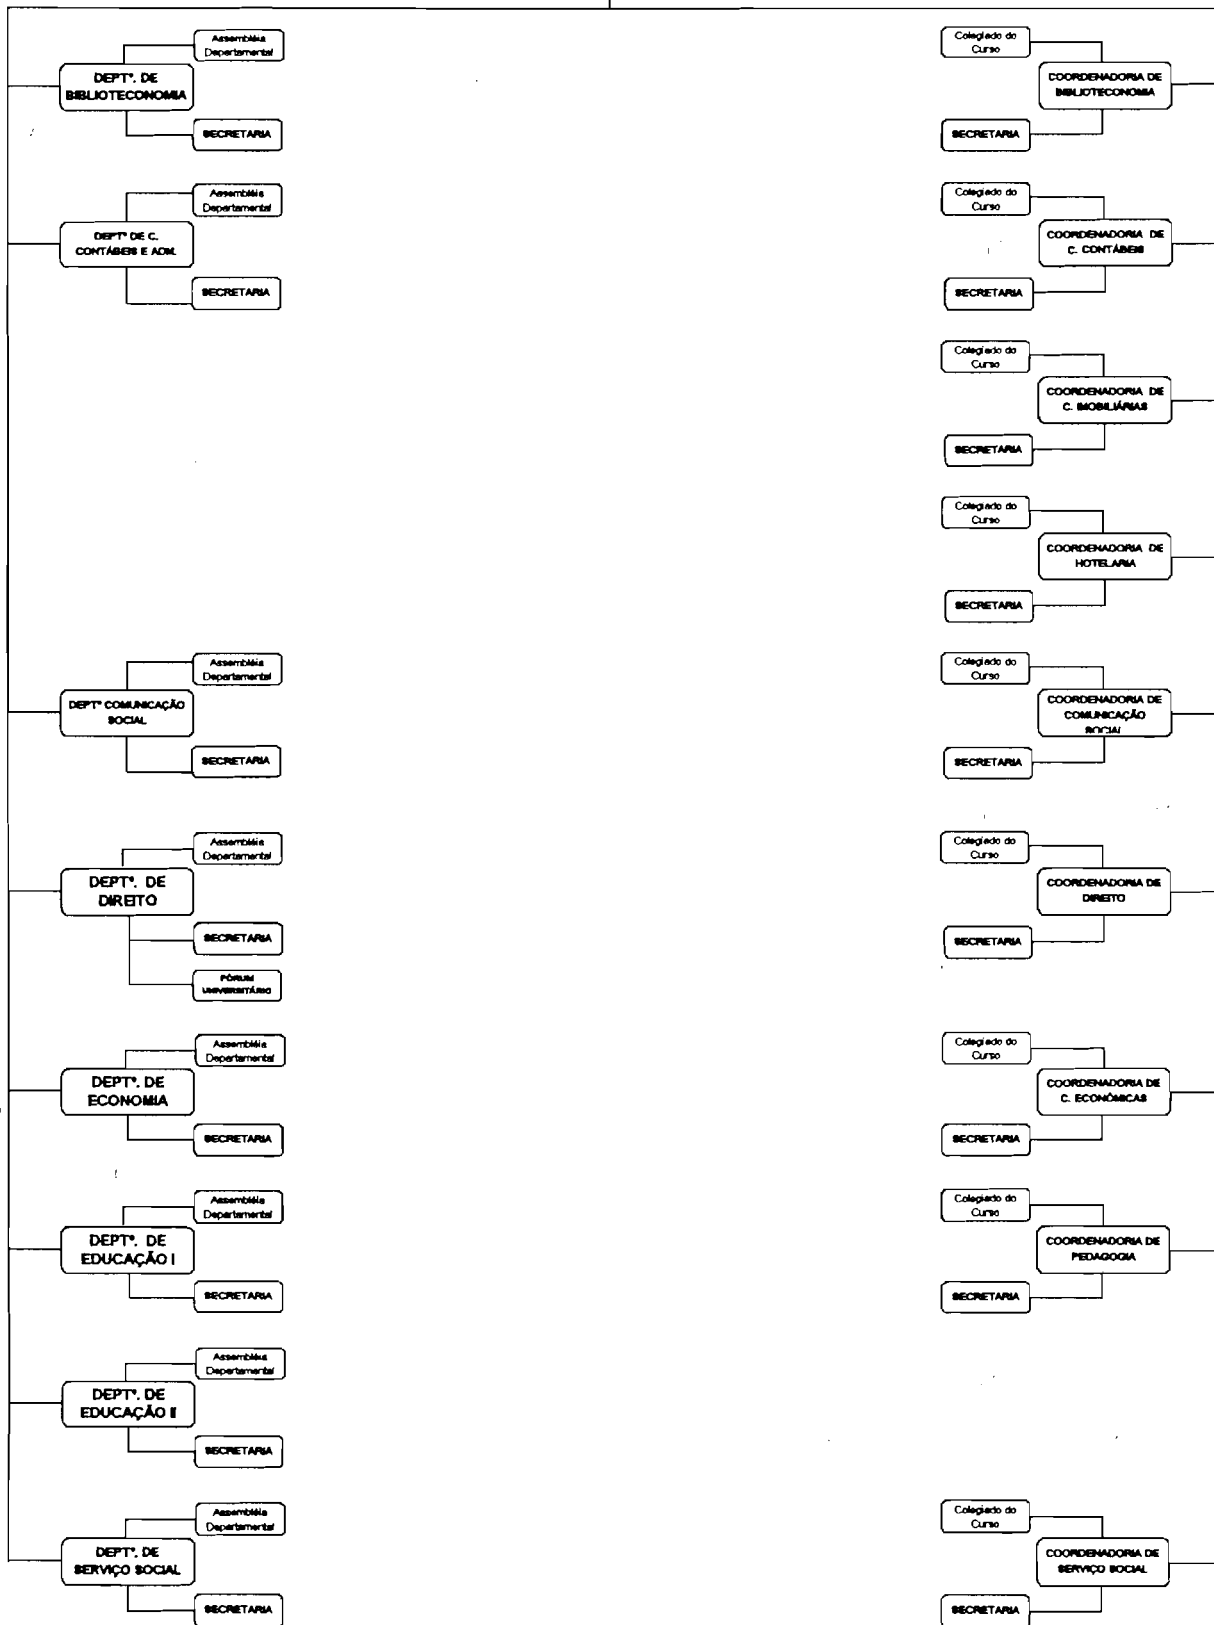 Assembléia
Departamental
DEPTº. DE
BIBLIOTECONOMIA
SECRETARIA
Colegiado do
Curso
COORDENADORIA DE
BIBLIOTECONOMIA
SECRETARIA
Assembléia
Departamental
DEPTº DE C.
CONTÁBEIS E ADM.
SECRETARIA
Colegiado do
Curso
COORDENADORIA DE
C. CONTÁBEIS
SECRETARIA
Colegiado do
Curso
COORDENADORIA DE
C. IMOBILIÁRIAS
SECRETARIA
Colegiado do
Curso
COORDENADORIA DE
HOTELARIA
SECRETARIA
Assembléia
Departamental
DEPTº COMUNICAÇÃO
SOCIAL
SECRETARIA
Colegiado do
Curso
COORDENADORIA DE
COMUNICAÇÃO
SOCIAL
SECRETARIA
Assembléia
Departamental
DEPTº. DE
DIREITO
SECRETARIA
FÓRUM
UNIVERSITÁRIO
Colegiado do
Curso
COORDENADORIA DE
DIREITO
SECRETARIA
Assembléia
Departamental
DEPTº. DE
ECONOMIA
SECRETARIA
Colegiado do
Curso
COORDENADORIA DE
C. ECONÔMICAS
SECRETARIA
Assembléia
Departamental
DEPTº. DE
EDUCAÇÃO I
SECRETARIA
Colegiado do
Curso
COORDENADORIA DE
PEDAGOGIA
SECRETARIA
Assembléia
Departamental
DEPTº. DE
EDUCAÇÃO II
SECRETARIA
Assembléia
Departamental
DEPTº. DE
SERVIÇO SOCIAL
SECRETARIA
Colegiado do
Curso
COORDENADORIA DE
SERVIÇO SOCIAL
SECRETARIA